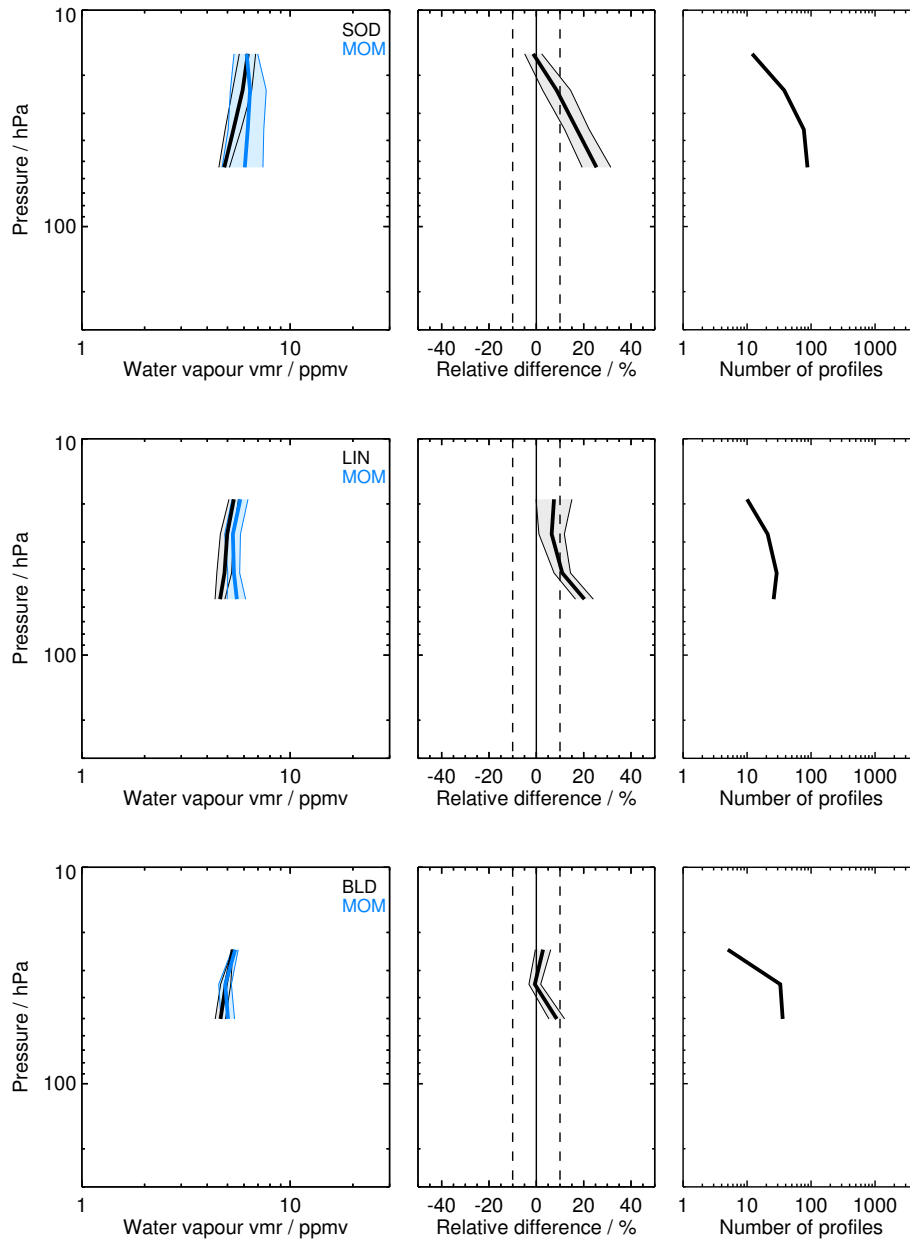 10
100
Pressure / hPa
SOD
MOM
1 10
Water vapour vmr / ppmv
-40 -20 0 20 40
Relative difference / %
1 10 100 1000
Number of profiles
10
100
Pressure / hPa
LIN
MOM
1 10
Water vapour vmr / ppmv
-40 -20 0 20 40
Relative difference / %
1 10 100 1000
Number of profiles
10
100
Pressure / hPa
BLD
MOM
1 10
Water vapour vmr / ppmv
-40 -20 0 20 40
Relative difference / %
1 10 100 1000
Number of profiles